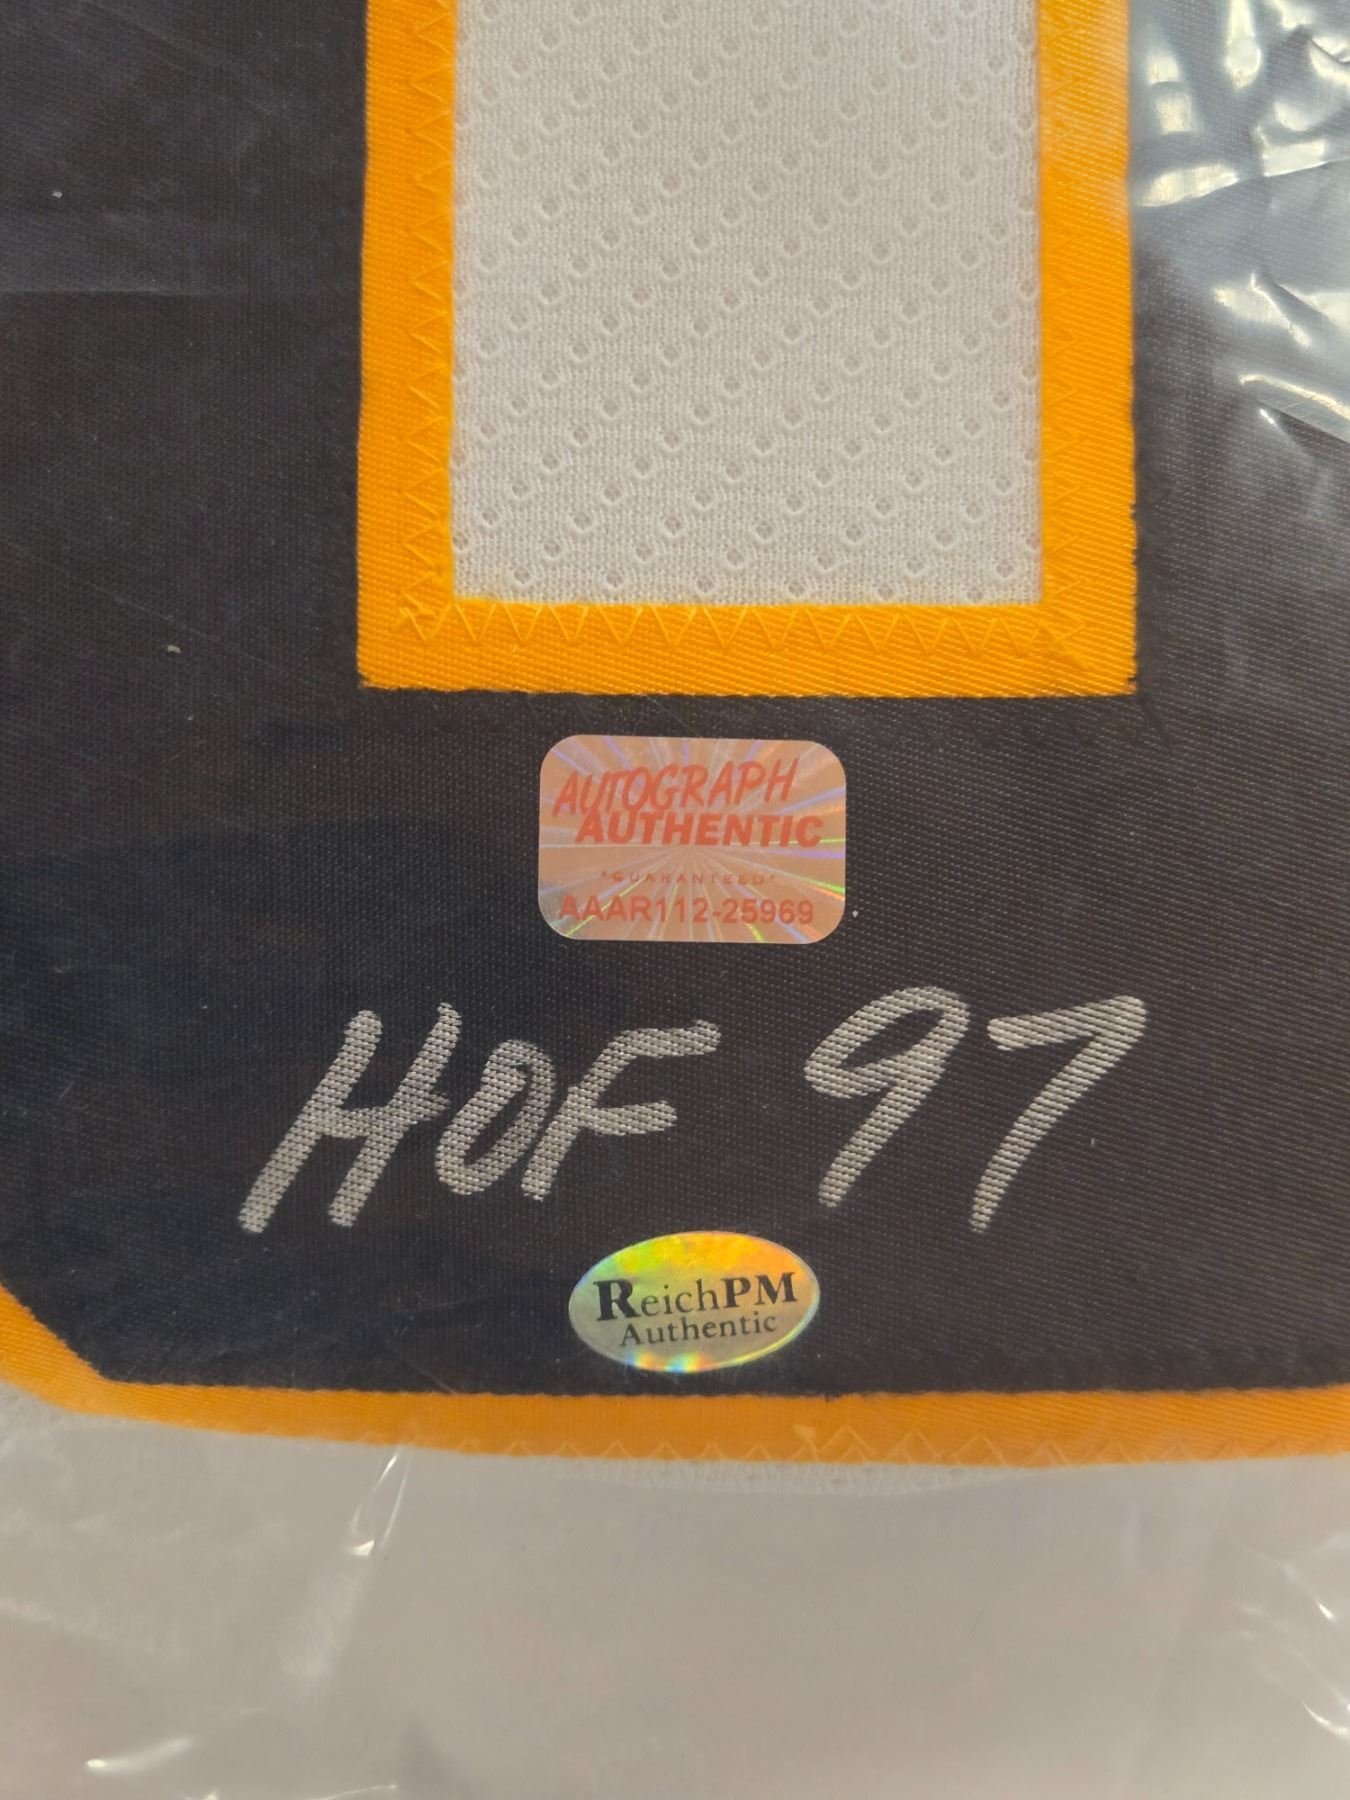 AUTOGRAPH
AUTHENTIC
"GUARANTEED"
AAAR112-25969
HOF 97
ReichPM
Authentic